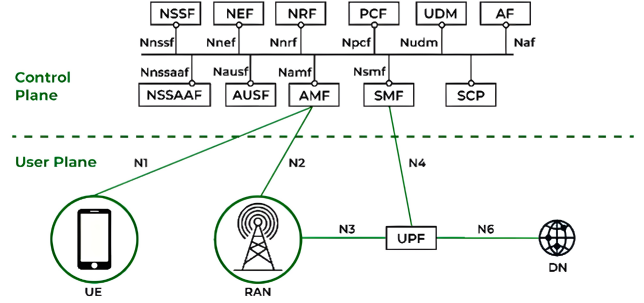 NSSF NEF NRF PCF UDM AF
Nnssf Nnef Nnrf Npcf Nudm Naf
Nnssaaf Nausf Namf Nsmf
Control
Plane
NSSAAF AUSF AMF SMF SCP
User Plane
N1 N2 N4
N3 N6
UPF
UE RAN DN